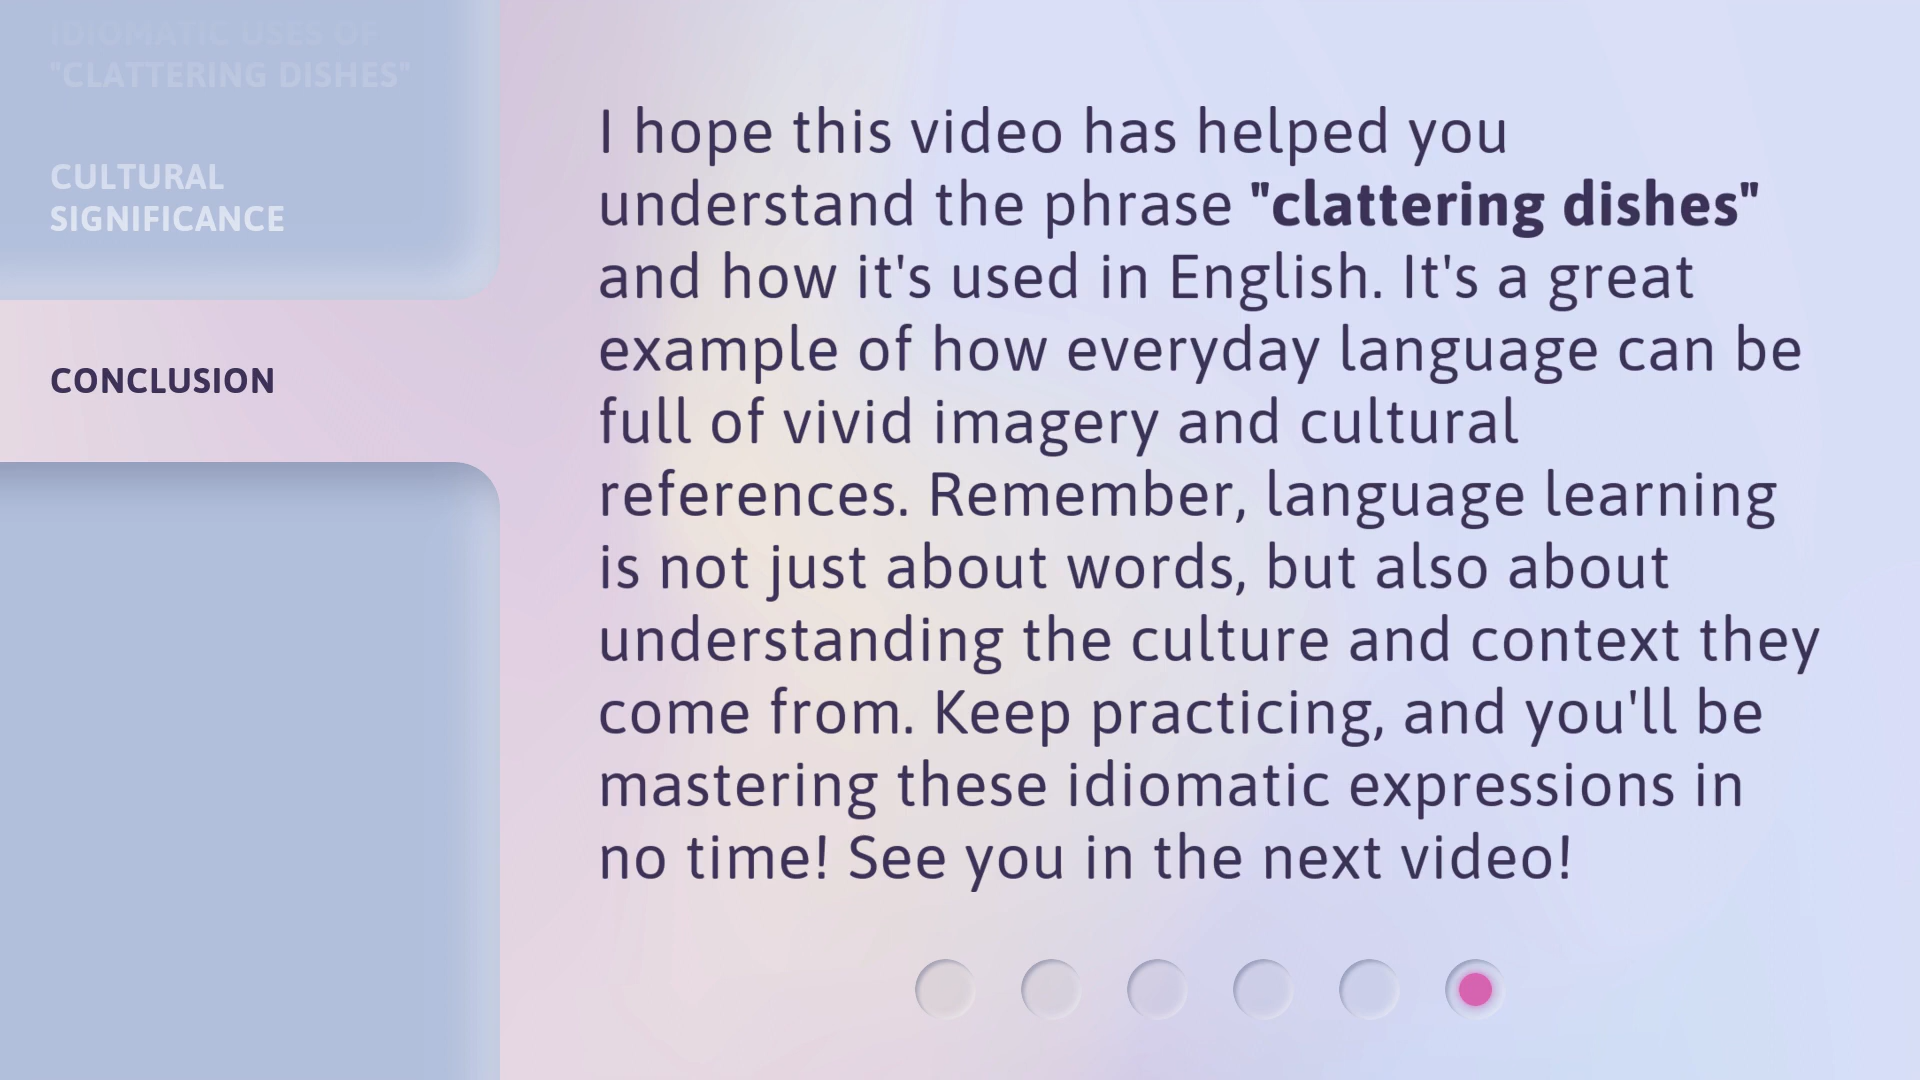 IDIOMATIC USES OF
"CLATTERING DISHES"
CULTURAL
SIGNIFICANCE
CONCLUSION
I hope this video has helped you
understand the phrase "clattering dishes"
and how it's used in English. It's a great
example of how everyday language can be
full of vivid imagery and cultural
references. Remember, language learning
is not just about words, but also about
understanding the culture and context they
come from. Keep practicing, and you'll be
mastering these idiomatic expressions in
no time! See you in the next video!